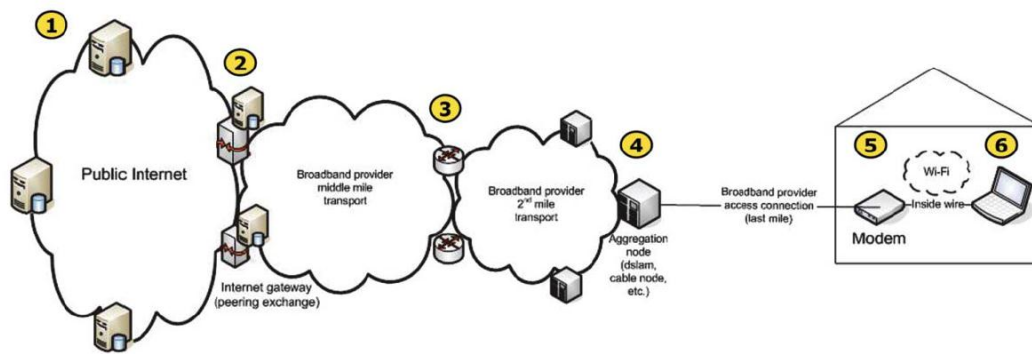 1
2
3
4
5
6
Public Internet
Internet gateway
(peering exchange)
Broadband provider
middle mile
transport
Broadband provider
2nd mile
transport
Aggregation
node
(dslam,
cable node,
etc.)
Broadband provider
access connection
(last mile)
Wi-Fi
Inside wire
Modem